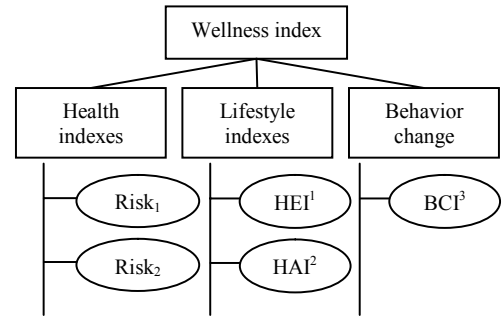 Wellness index
Health
indexes
Lifestyle
indexes
Behavior
change
Risk₁
HEI¹
BCI³
Risk₂
HAI²